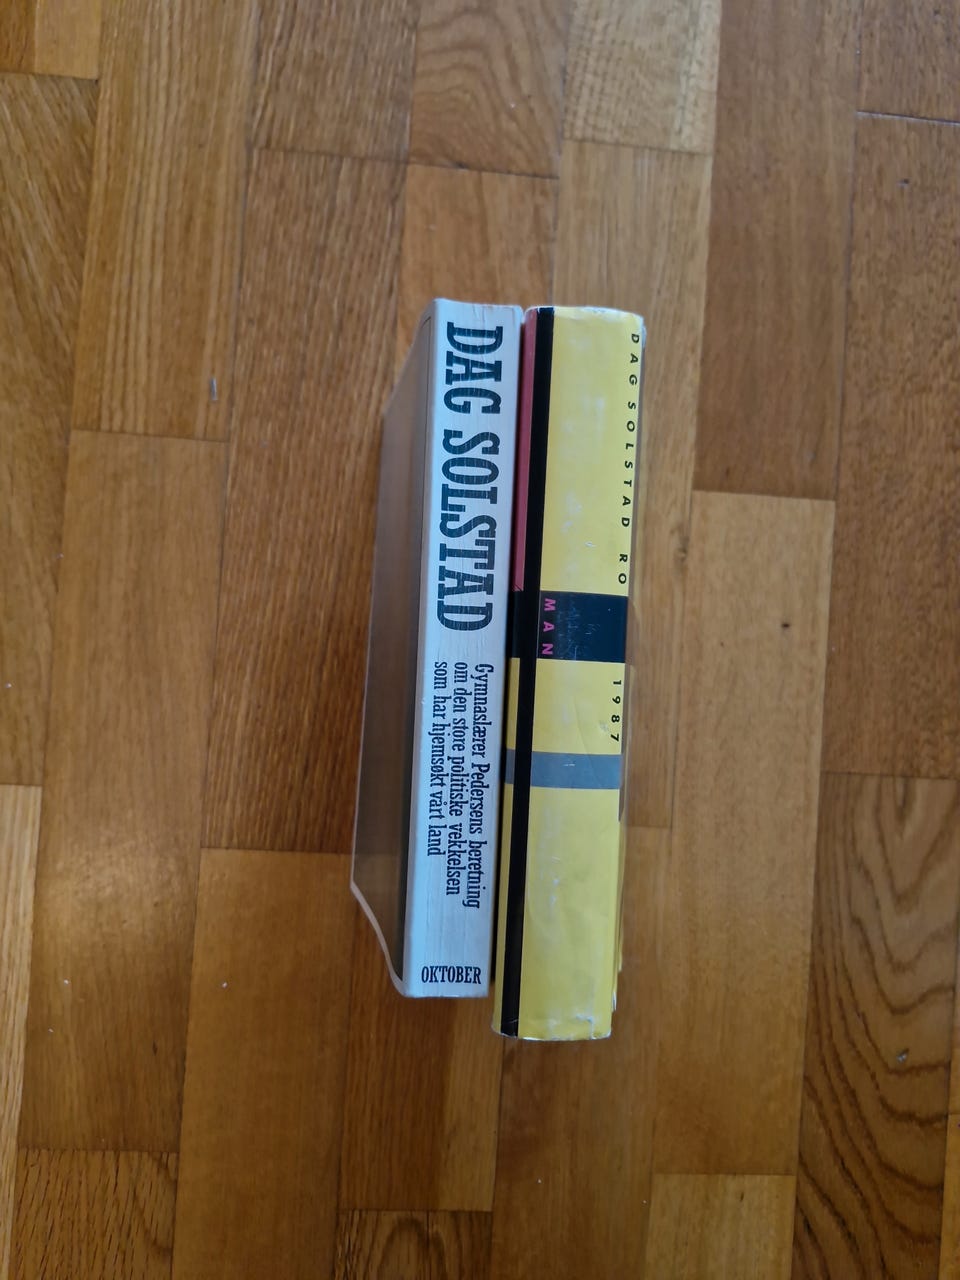 DAG SOLSTAD
Gymnaslærer Pedersens beretning
om den store politiske vekkelsen
som har hjemsøkt vårt land
OKTOBER
DAG SOLSTAD RO
MAN
1987